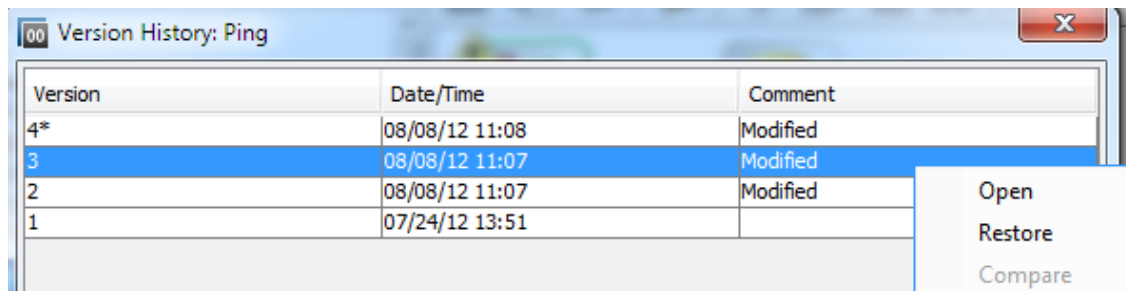 Version History: Ping
Version Date/Time Comment
4* 08/08/12 11:08 Modified
3 08/08/12 11:07 Modified
2 08/08/12 11:07 Modified
1 07/24/12 13:51
Open
Restore
Compare